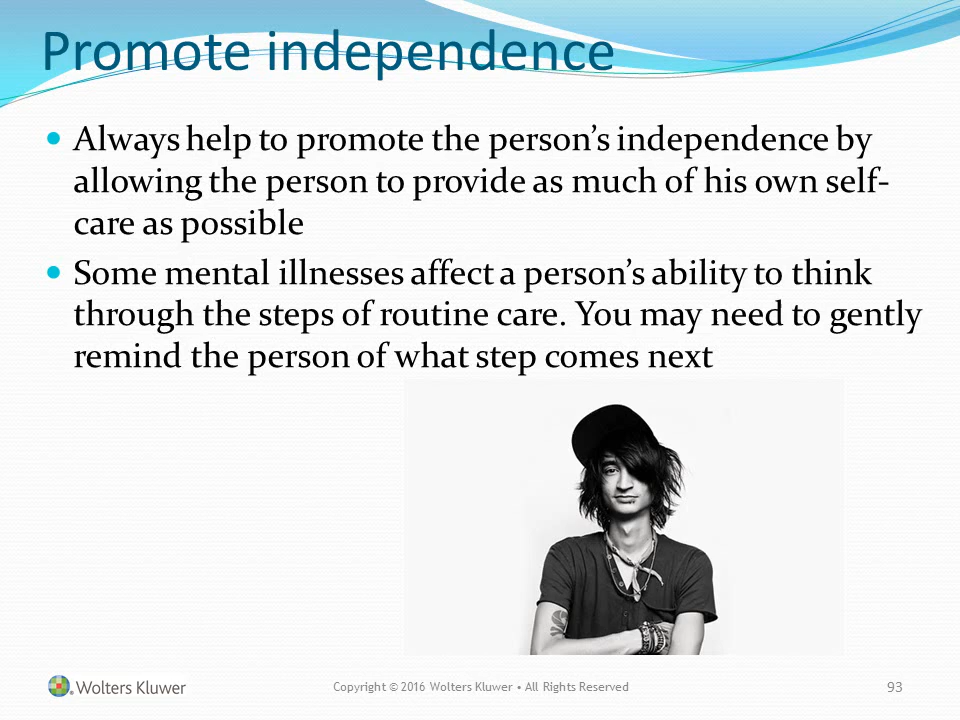 Promote independence
Always help to promote the person’s independence by
allowing the person to provide as much of his own self-
care as possible
Some mental illnesses affect a person’s ability to think
through the steps of routine care. You may need to gently
remind the person of what step comes next
Wolters Kluwer
Copyright © 2016 Wolters Kluwer • All Rights Reserved
93